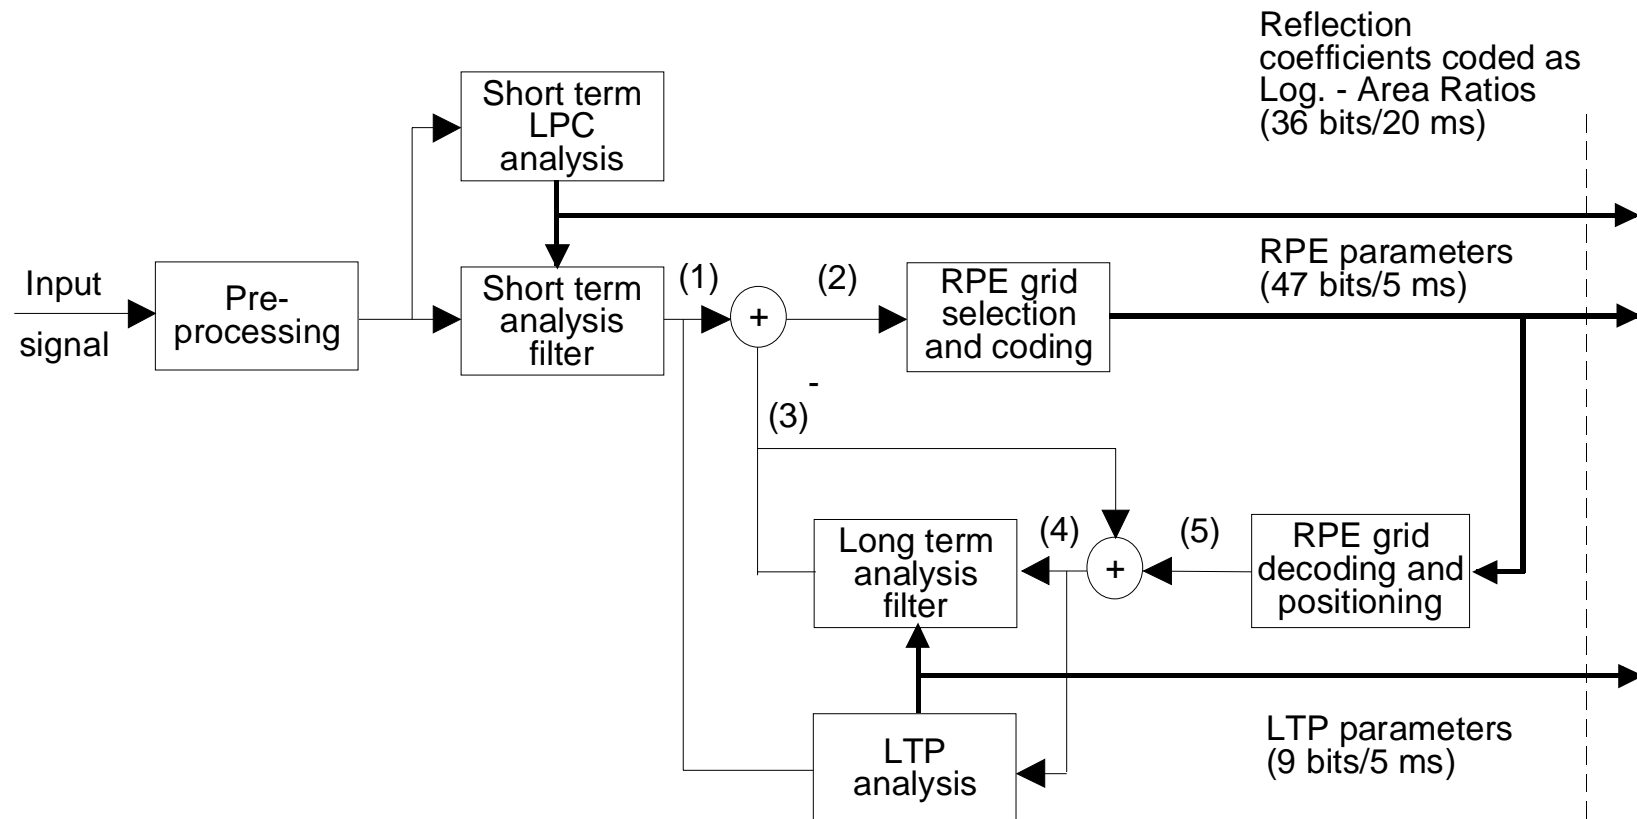 Reflection
coefficients coded as
Log. - Area Ratios
(36 bits/20 ms)
Short term
LPC
analysis
Input
signal
Pre-
processing
Short term
analysis
filter
(1)
+
(2)
RPE grid
selection
and coding
RPE parameters
(47 bits/5 ms)
-
(3)
Long term
analysis
filter
(4)
+
(5)
RPE grid
decoding and
positioning
LTP
analysis
LTP parameters
(9 bits/5 ms)